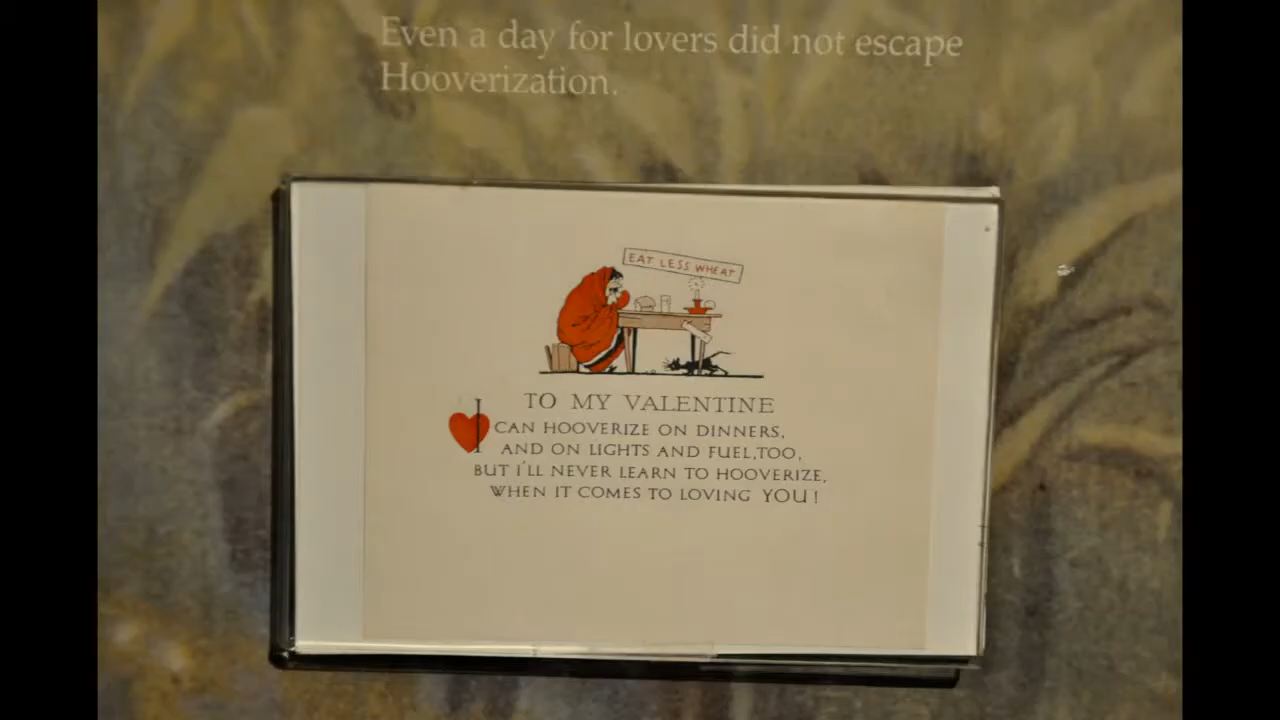 Even a day for lovers did not escape
Hooverization.
EAT LESS WHEAT
TO MY VALENTINE
I CAN HOOVERIZE ON DINNERS,
AND ON LIGHTS AND FUEL, TOO,
BUT I'LL NEVER LEARN TO HOOVERIZE,
WHEN IT COMES TO LOVING YOU!